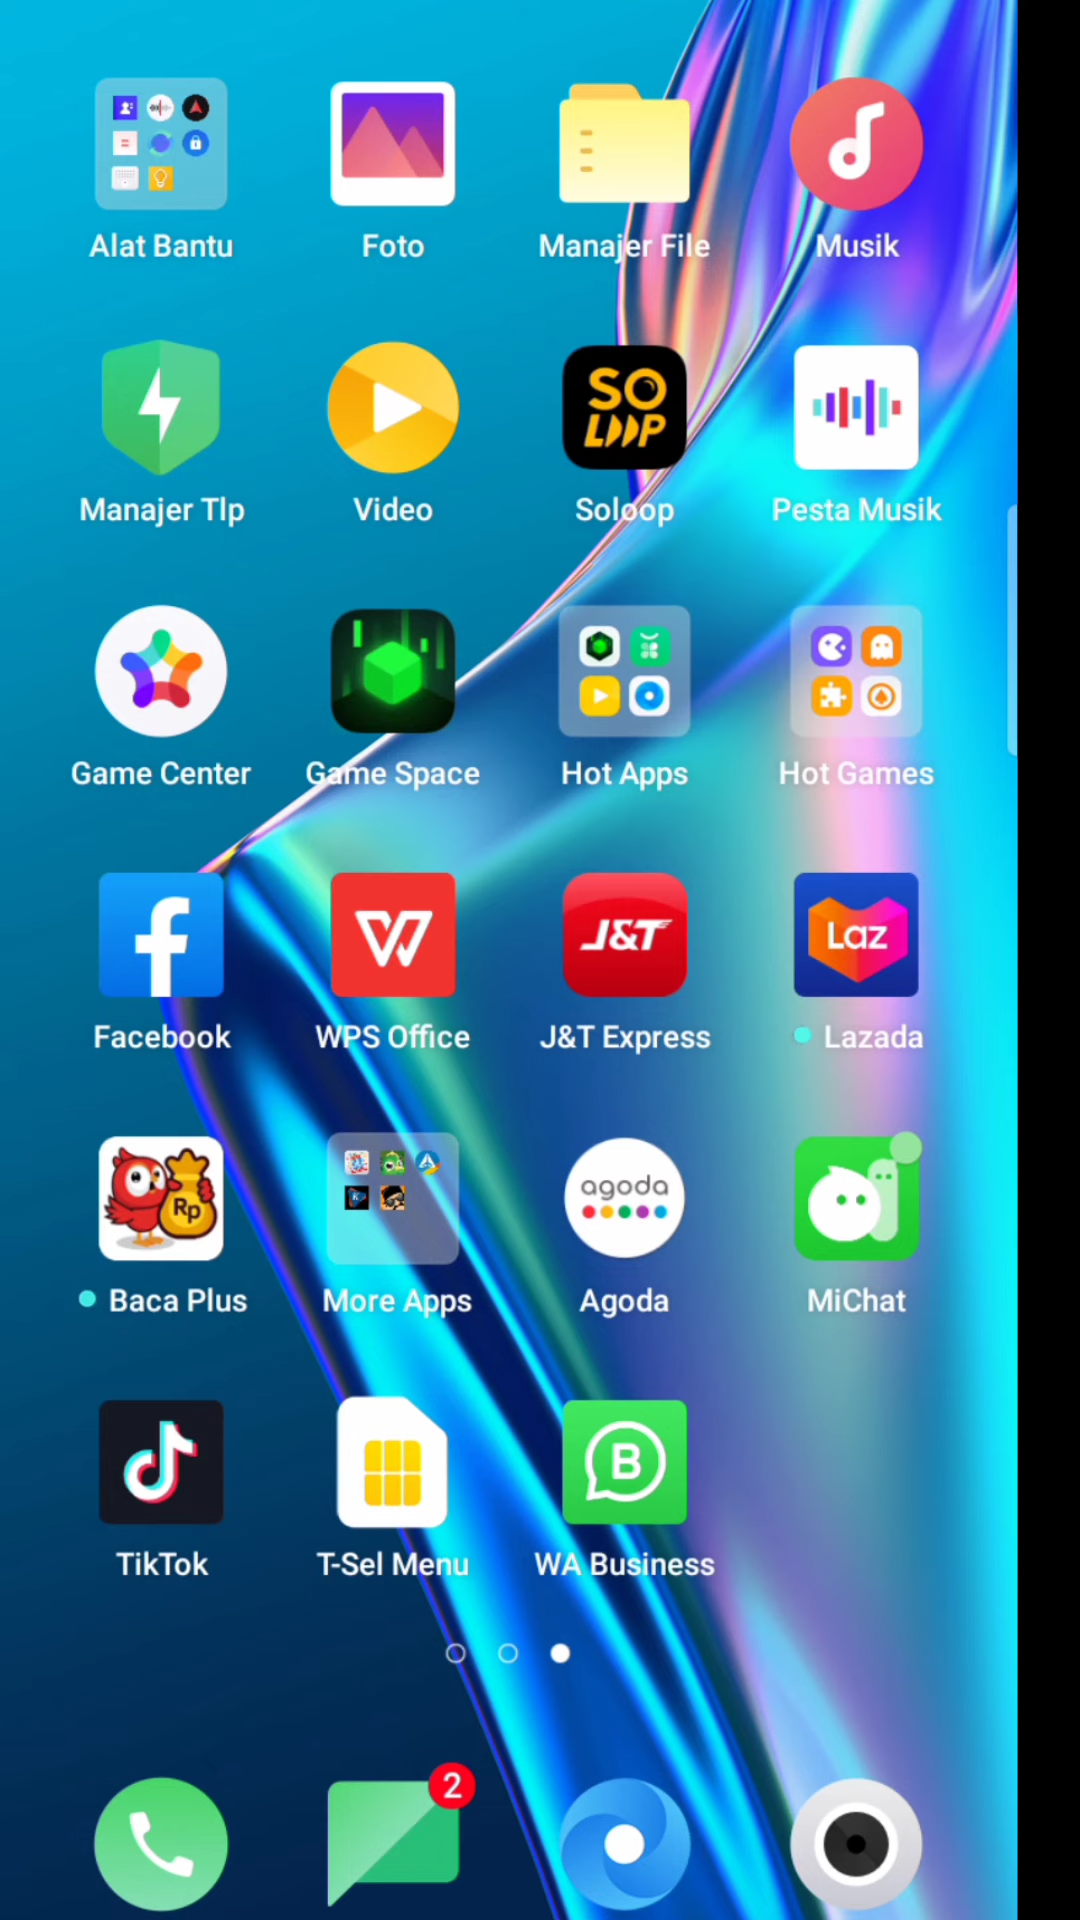 Alat Bantu
Foto
Manajer File
Musik
SO
LOOP
Manajer Tlp
Video
Soloop
Pesta Musik
Game Center
Game Space
Hot Apps
Hot Games
J&T
Laz
Facebook
WPS Office
J&T Express
Lazada
Rp
agoda
Baca Plus
More Apps
Agoda
MiChat
B
TikTok
T-Sel Menu
WA Business
2